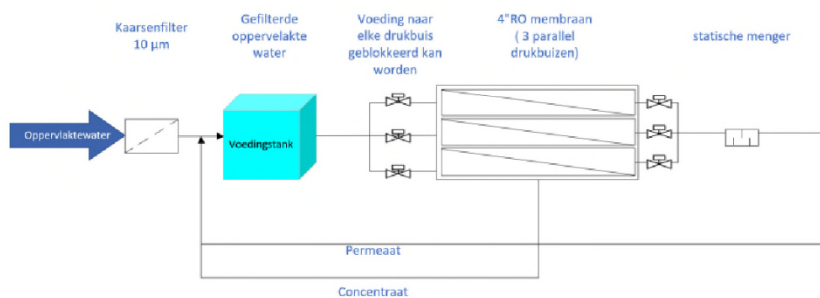 Kaarsenfilter
10 µm
Gefilterde
oppervelakte
water
Voeding naar
elke drukbuis
geblokkeerd kan
worden
4"RO membraan
( 3 parallel
drukbuizen)
statische menger
Oppervlaktewater
Voedingstank
Permeaat
Concentraat